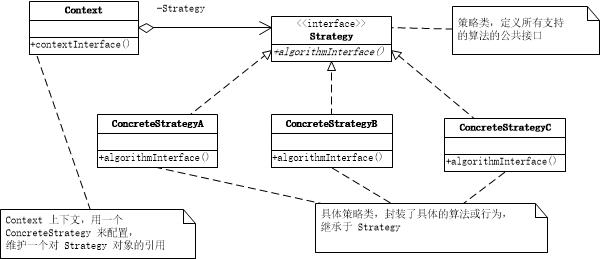 Context
-Strategy
+contextInterface()
<<interface>>
Strategy
+algorithmInterface()
策略类，定义所有支持
的算法的公共接口
ConcreteStrategyA
+algorithmInterface()
ConcreteStrategyB
+algorithmInterface()
ConcreteStrategyC
+algorithmInterface()
Context 上下文，用一个
ConcreteStrategy 来配置，
维护一个对 Strategy 对象的引用
具体策略类，封装了具体的算法或行为，
继承于 Strategy